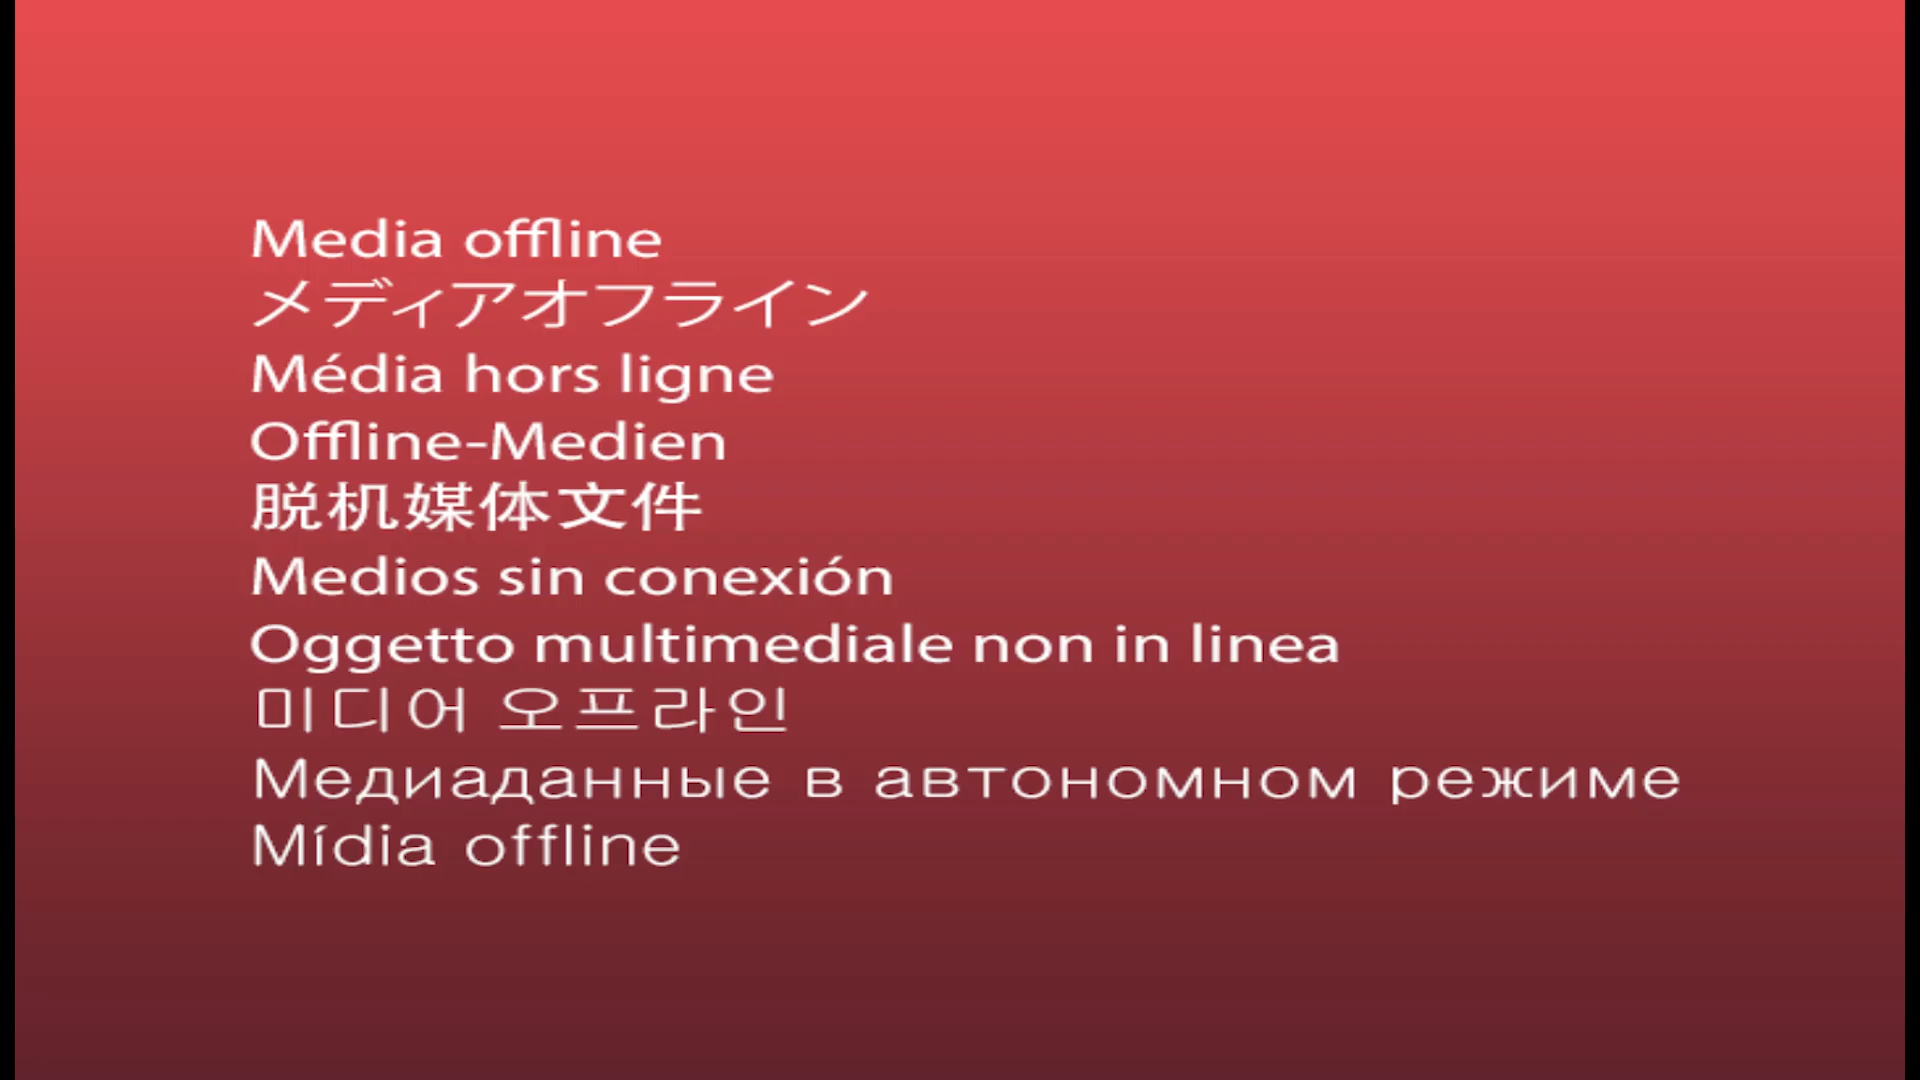 Media offline
メディアオフライン
Média hors ligne
Offline-Medien
脱机媒体文件
Medios sin conexión
Oggetto multimediale non in linea
미디어 오프라인
Медиаданные в автономном режиме
Mídia offline